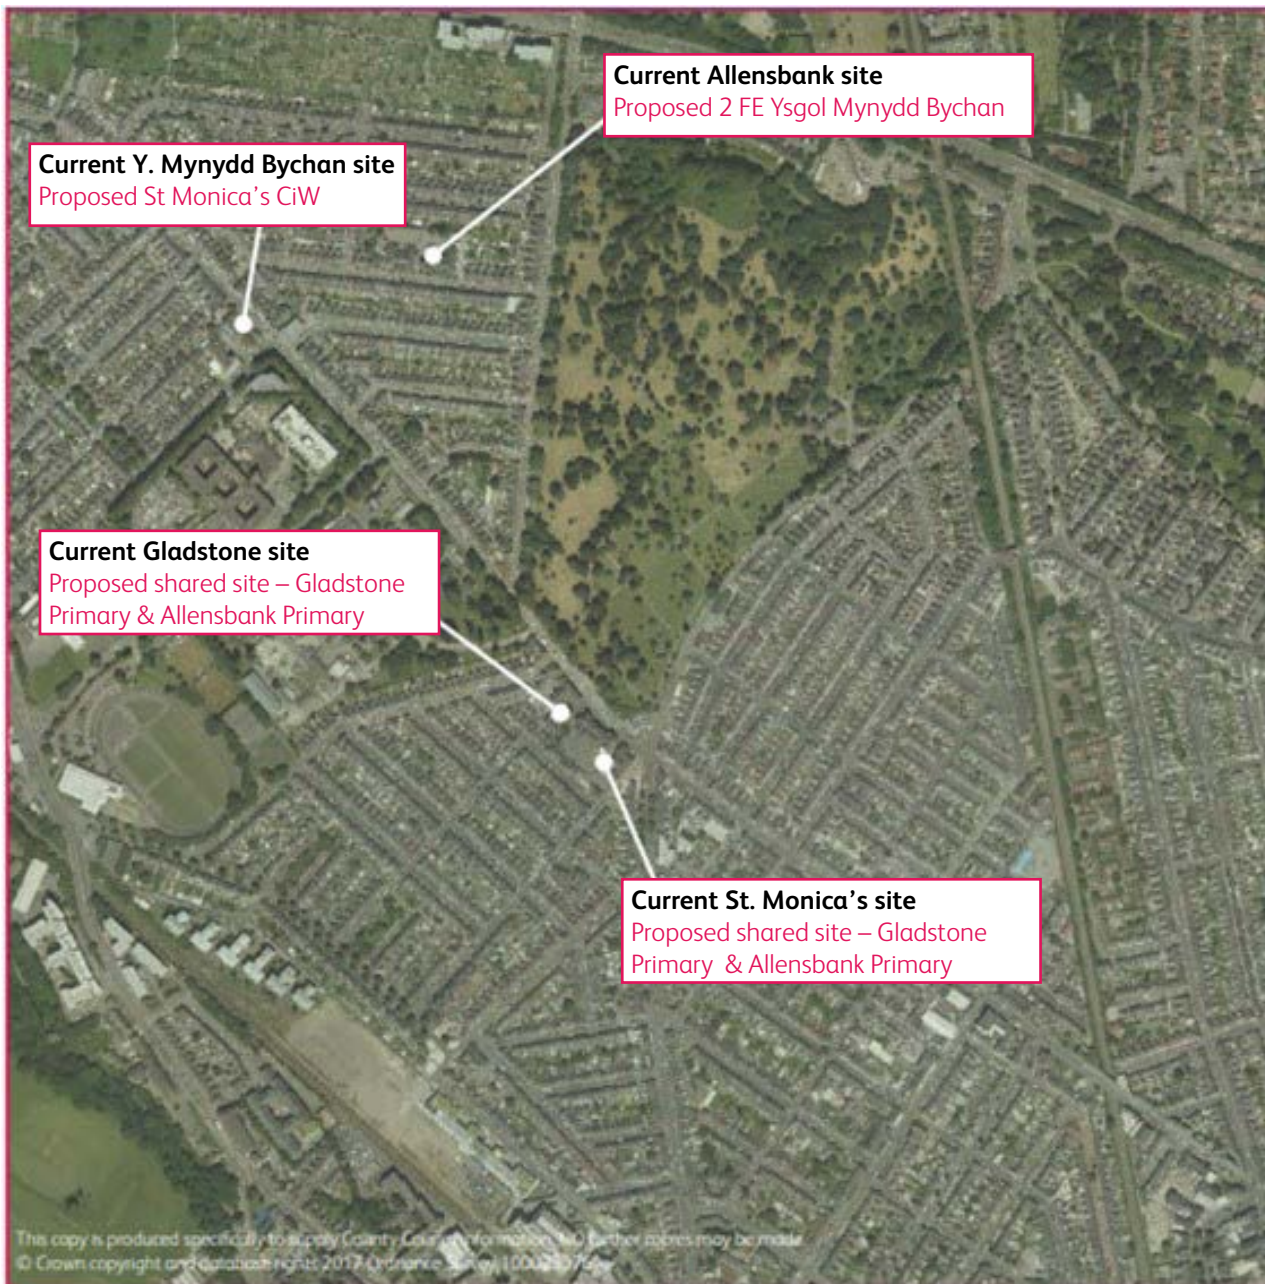 Current Allensbank site
Proposed 2 FE Ysgol Mynydd Bychan
Current Y. Mynydd Bychan site
Proposed St Monica's CiW
Current Gladstone site
Proposed shared site – Gladstone
Primary & Allensbank Primary
Current St. Monica's site
Proposed shared site – Gladstone
Primary & Allensbank Primary
This copy is produced specifically to supply County Council information. NO further copies may be made
© Crown copyright and database rights 2017 Ordnance Survey